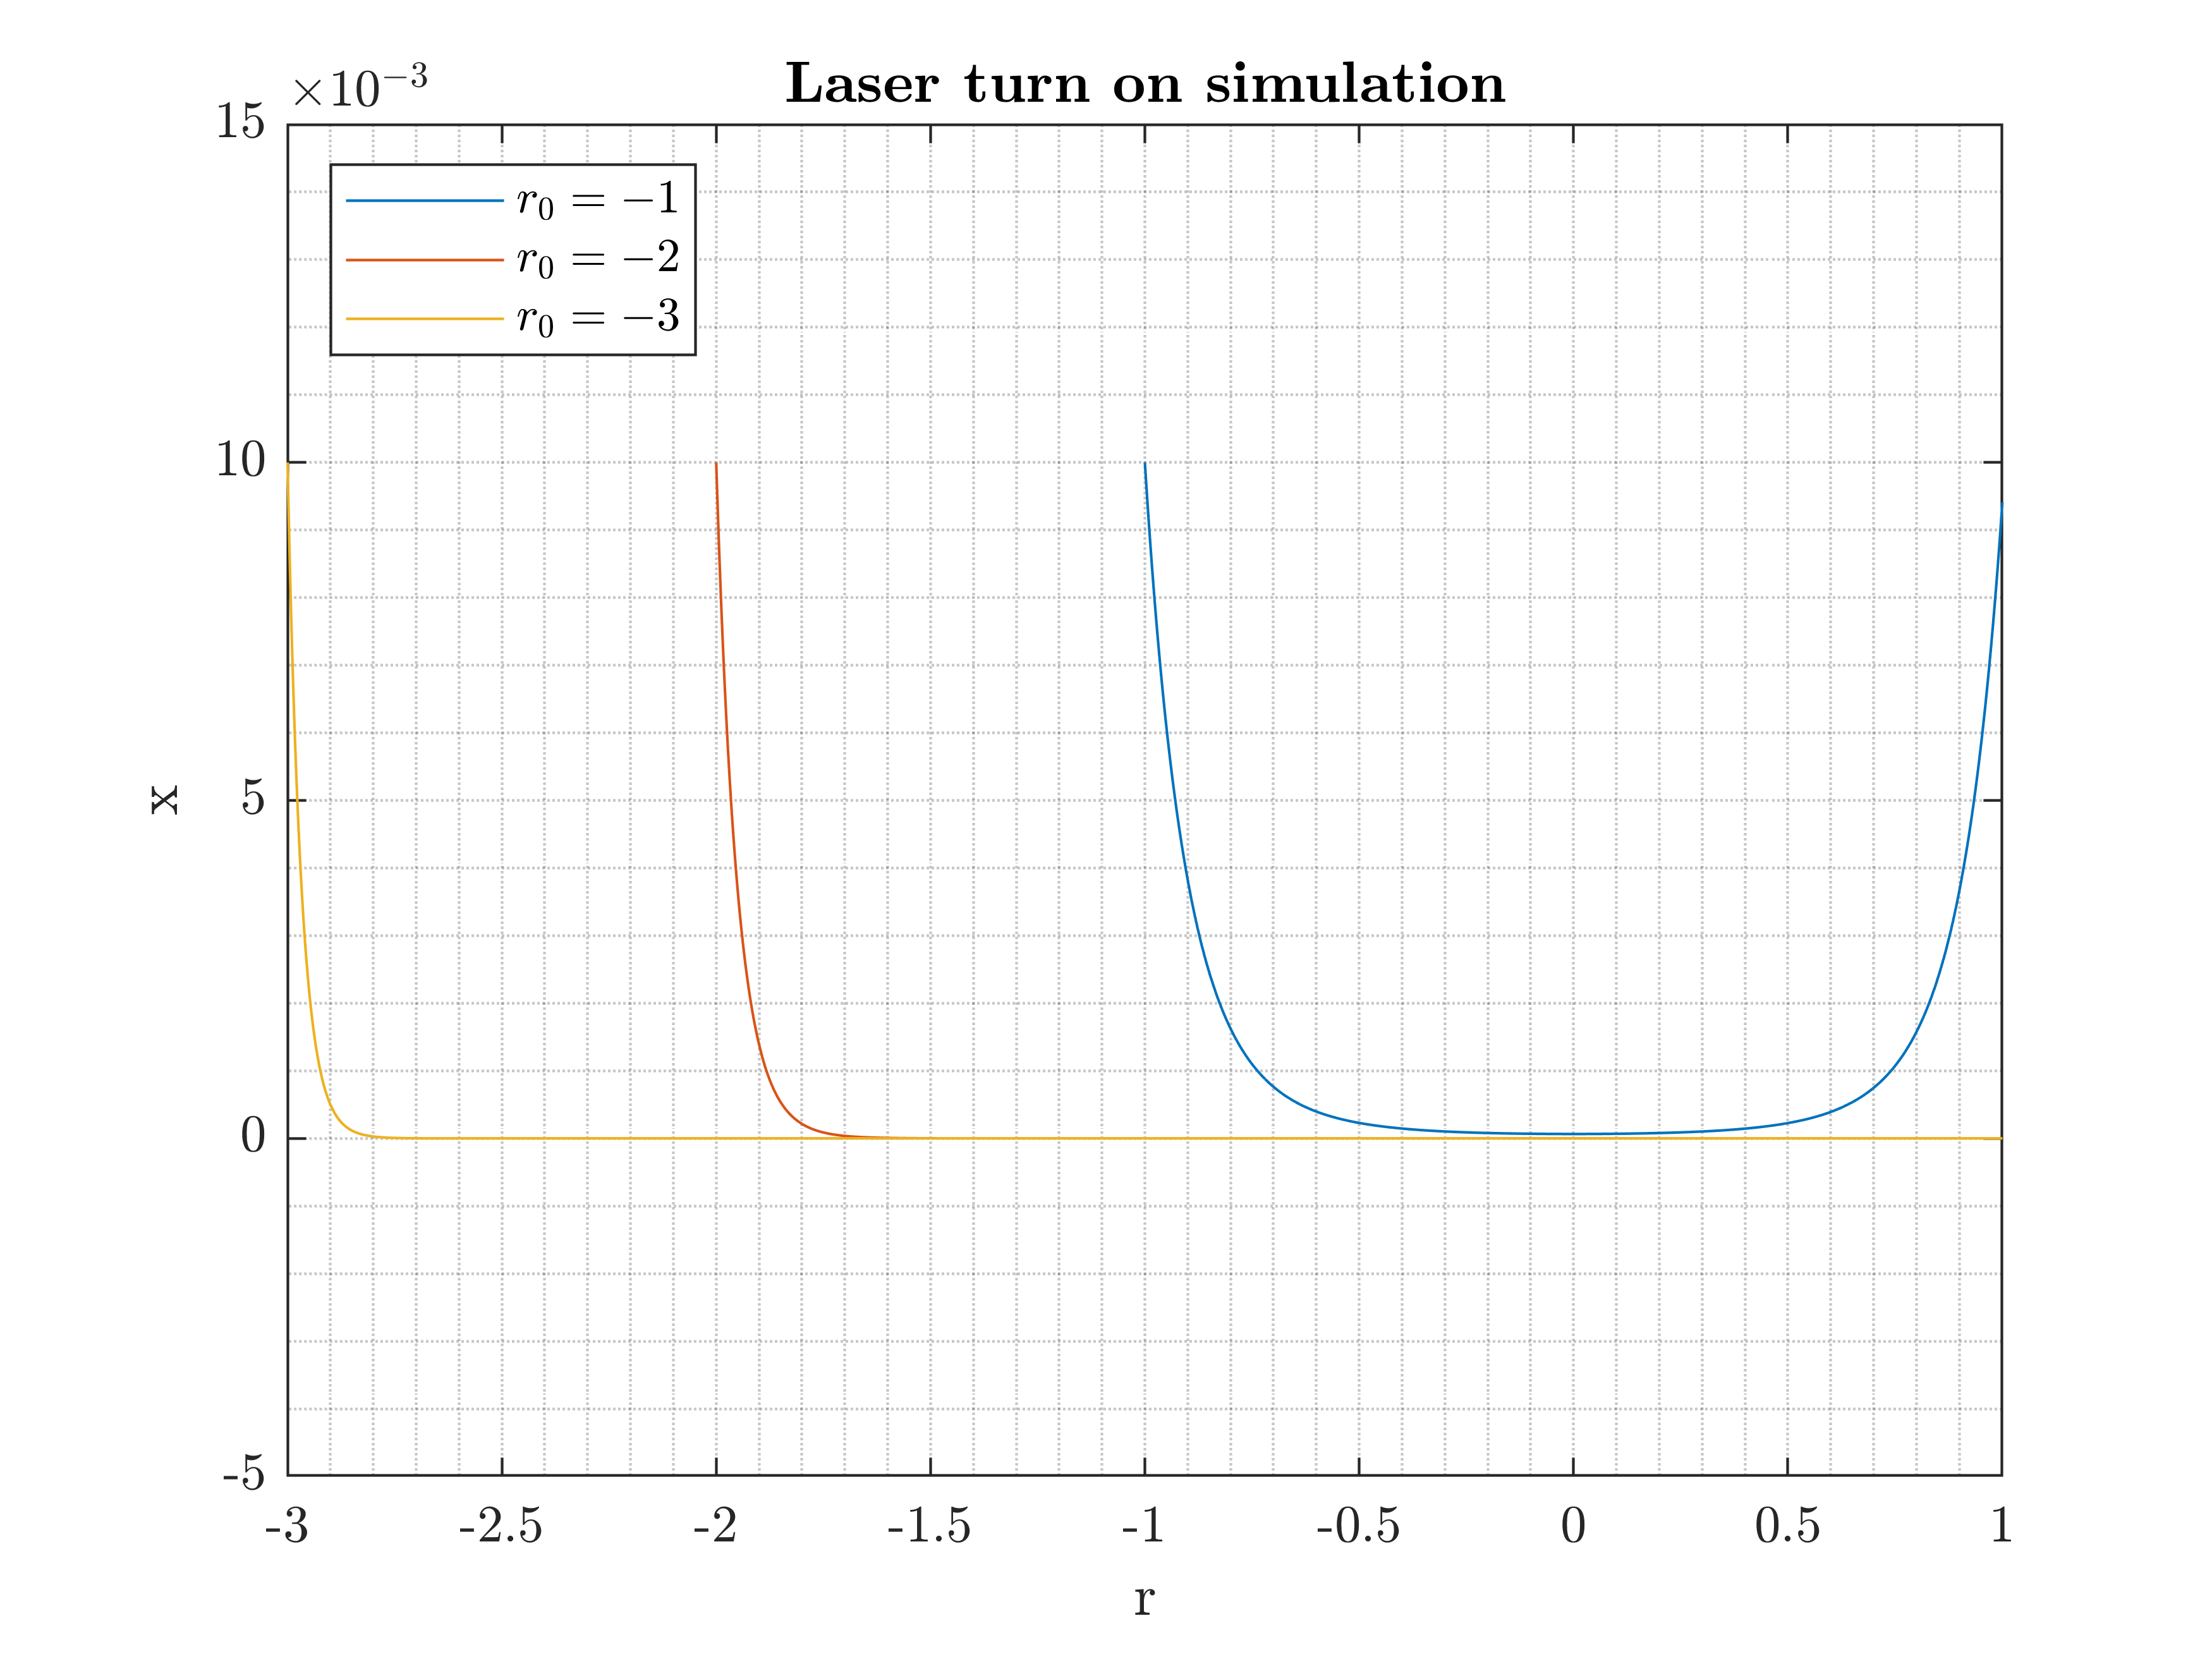 Laser turn on simulation
×10⁻³
15
10
5
0
-5
x
r₀ = −1
r₀ = −2
r₀ = −3
-3 -2.5 -2 -1.5 -1 -0.5 0 0.5 1
r